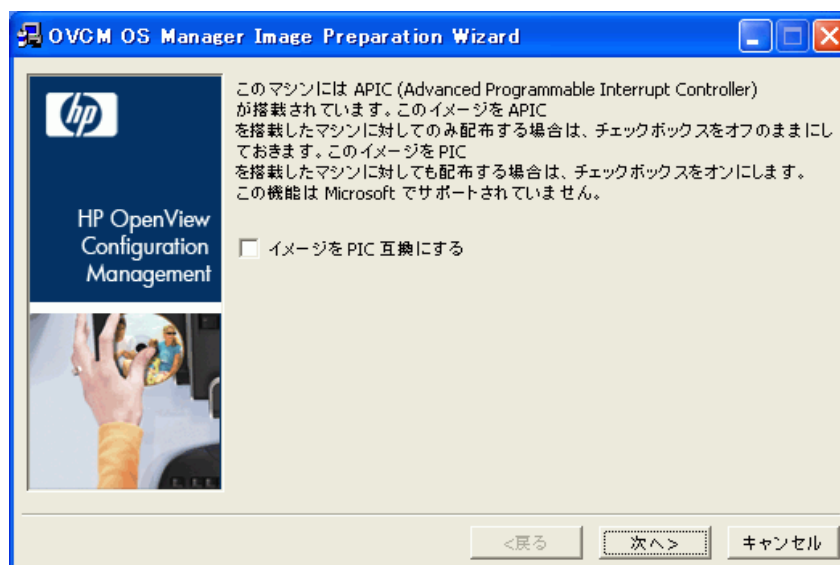 OVCM OS Manager Image Preparation Wizard
hp
HP OpenView
Configuration
Management
このマシンには APIC (Advanced Programmable Interrupt Controller)
が搭載されています。このイメージを APIC
を搭載したマシンに対してのみ配布する場合は、チェックボックスをオフのままにし
ておきます。このイメージを PIC
を搭載したマシンに対しても配布する場合は、チェックボックスをオンにします。
この機能は Microsoft でサポートされていません。
イメージを PIC 互換にする
<戻る
次へ>
キャンセル